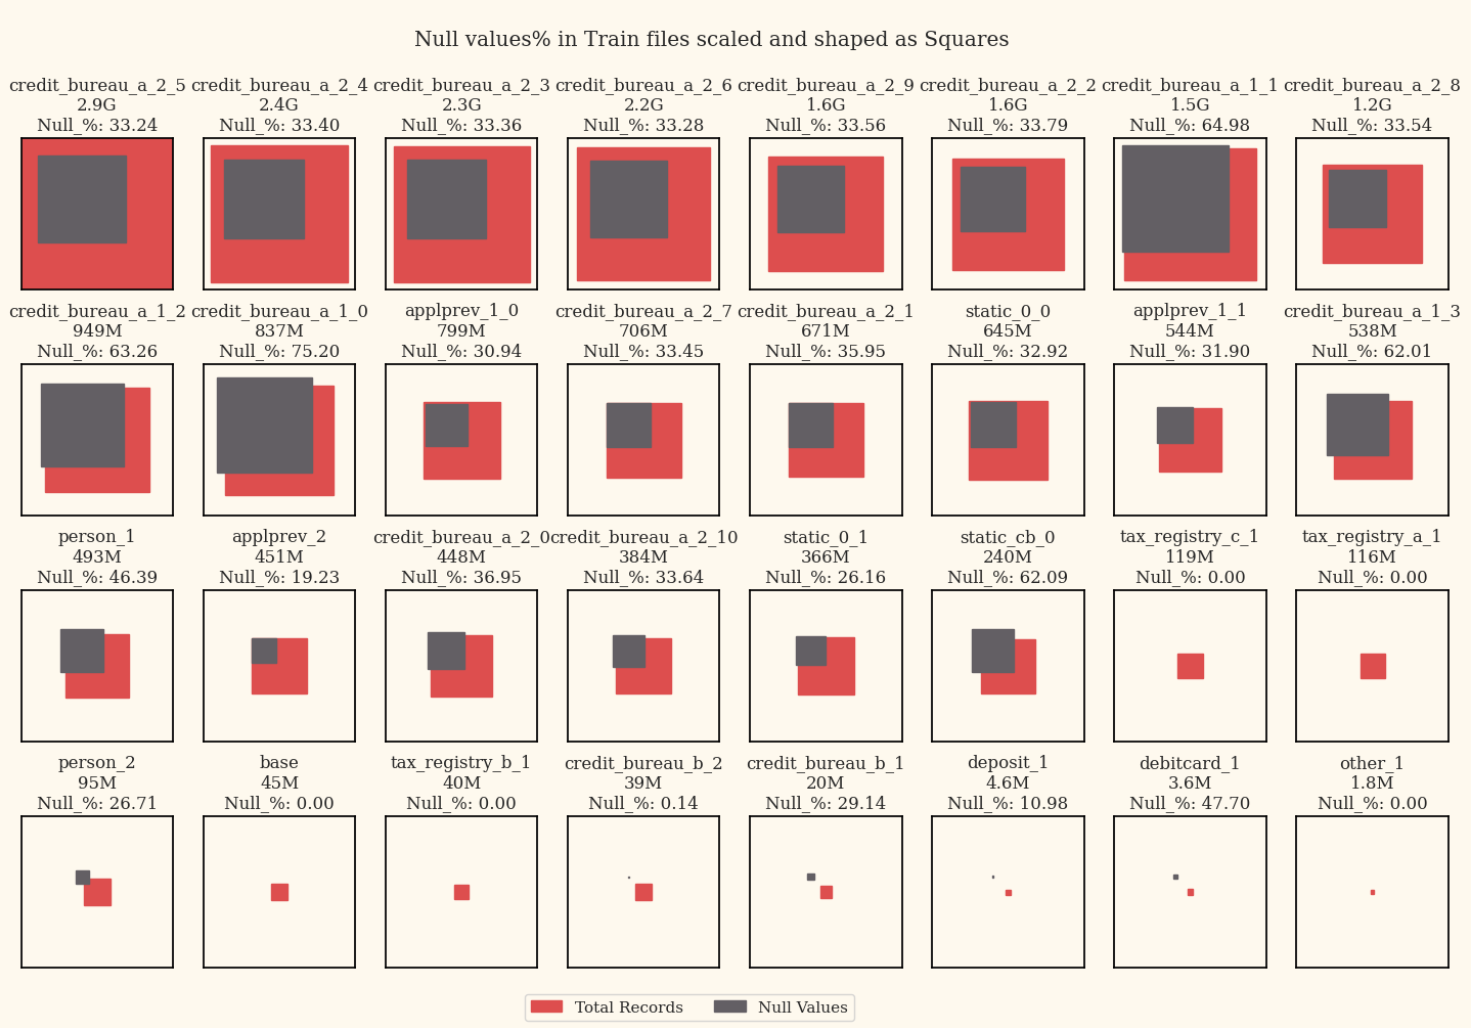 Null values% in Train files scaled and shaped as Squares
credit_bureau_a_2_5 credit_bureau_a_2_4 credit_bureau_a_2_3 credit_bureau_a_2_6 credit_bureau_a_2_9 credit_bureau_a_2_2 credit_bureau_a_1_1 credit_bureau_a_2_8
2.9G 2.4G 2.3G 2.2G 1.6G 1.6G 1.5G 1.2G
Null_%: 33.24 Null_%: 33.40 Null_%: 33.36 Null_%: 33.28 Null_%: 33.56 Null_%: 33.79 Null_%: 64.98 Null_%: 33.54
credit_bureau_a_1_2 credit_bureau_a_1_0 applprev_1_0 credit_bureau_a_2_7 credit_bureau_a_2_1 static_0_0 applprev_1_1 credit_bureau_a_1_3
949M 837M 799M 706M 671M 645M 544M 538M
Null_%: 63.26 Null_%: 75.20 Null_%: 30.94 Null_%: 33.45 Null_%: 35.95 Null_%: 32.92 Null_%: 31.90 Null_%: 62.01
person_1 applprev_2 credit_bureau_a_2_0 credit_bureau_a_2_10 static_0_1 static_cb_0 tax_registry_c_1 tax_registry_a_1
493M 451M 448M 384M 366M 240M 119M 116M
Null_%: 46.39 Null_%: 19.23 Null_%: 36.95 Null_%: 33.64 Null_%: 26.16 Null_%: 62.09 Null_%: 0.00 Null_%: 0.00
person_2 base tax_registry_b_1 credit_bureau_b_2 credit_bureau_b_1 deposit_1 debitcard_1 other_1
95M 45M 40M 39M 20M 4.6M 3.6M 1.8M
Null_%: 26.71 Null_%: 0.00 Null_%: 0.00 Null_%: 0.14 Null_%: 29.14 Null_%: 10.98 Null_%: 47.70 Null_%: 0.00
Total Records Null Values